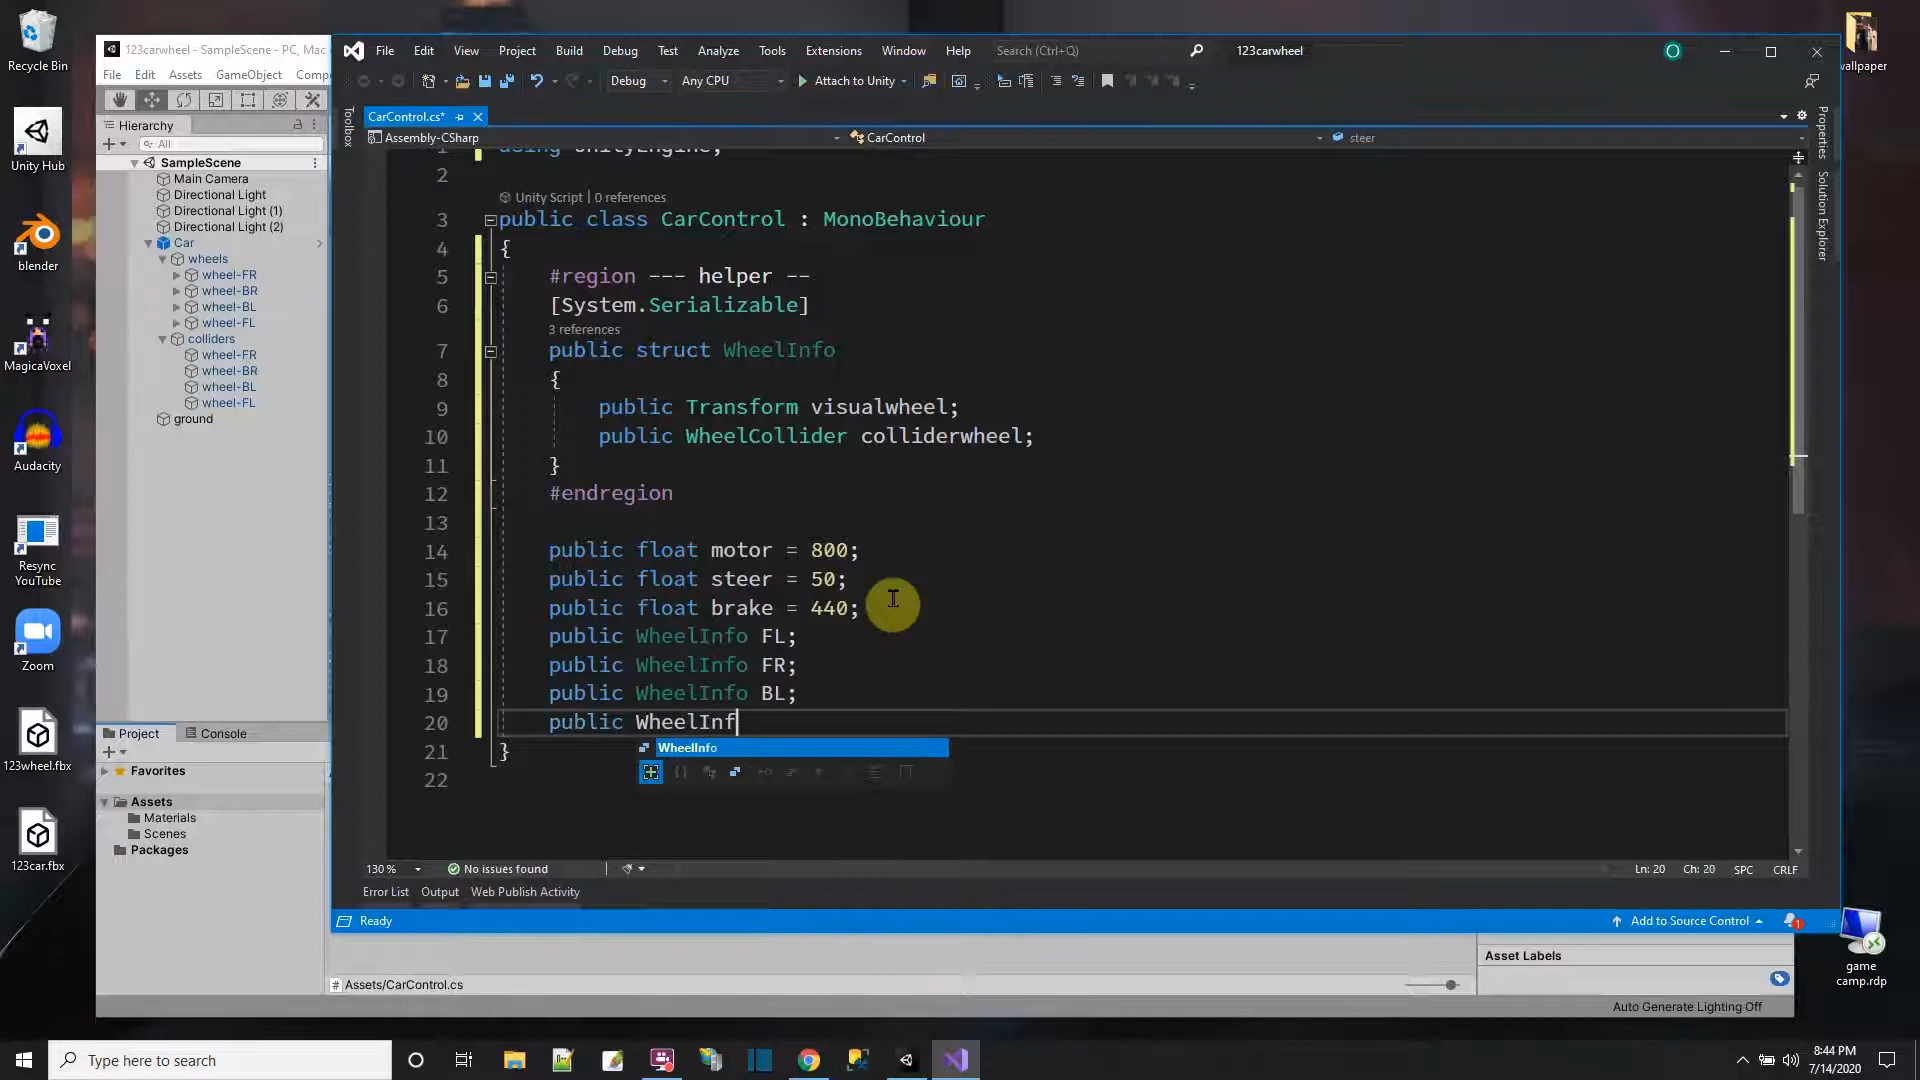 Recycle Bin
Unity Hub
blender
MagicaVoxel
Audacity
Resync
YouTube
Zoom
123wheel.fbx
123car.fbx
123carwheel - SampleScene - PC, Mac
File Edit Assets GameObject Comp
Hierarchy
All
SampleScene
Main Camera
Directional Light
Directional Light (1)
Directional Light (2)
Car
wheels
wheel-FR
wheel-BR
wheel-BL
wheel-FL
colliders
wheel-FR
wheel-BR
wheel-BL
wheel-FL
ground
Project Console
Favorites
Assets
Materials
Scenes
Packages
File Edit View Project Build Debug Test Analyze Tools Extensions Window Help Search (Ctrl+Q) 123carwheel
Debug Any CPU Attach to Unity
Toolbox
CarControl.cs*
Assembly-CSharp CarControl steer
1 using UnityEngine;
2
Unity Script | 0 references
3 public class CarControl : MonoBehaviour
4 {
5 #region --- helper --
6 [System.Serializable]
3 references
7 public struct WheelInfo
8 {
9 public Transform visualwheel;
10 public WheelCollider colliderwheel;
11 }
12 #endregion
13
14 public float motor = 800;
15 public float steer = 50;
16 public float brake = 440;
17 public WheelInfo FL;
18 public WheelInfo FR;
19 public WheelInfo BL;
20 public WheelInf
WheelInfo
21 }
22
130 % No issues found Ln: 20 Ch: 20 SPC CRLF
Error List Output Web Publish Activity
Ready Add to Source Control 1
Properties
Solution Explorer
Asset Labels
Assets/CarControl.cs
Auto Generate Lighting Off
wallpaper
game
camp.rdp
Type here to search
8:44 PM
7/14/2020